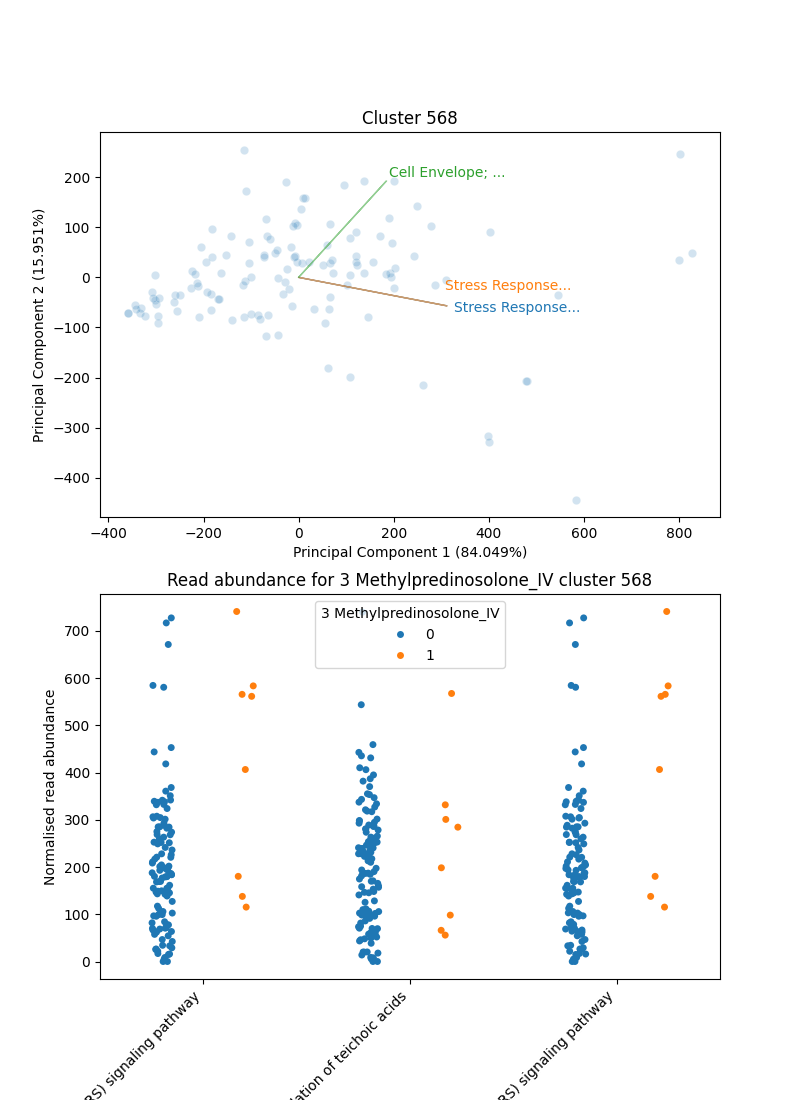 Cluster 568
Principal Component 2 (15.951%)
200
100
0
−100
−200
−300
−400
Cell Envelope; ...
Stress Response...
Stress Response...
−400
−200
0
200
400
600
800
Principal Component 1 (84.049%)
Read abundance for 3 Methylpredinosolone_IV cluster 568
Normalised read abundance
700
600
500
400
300
200
100
0
3 Methylpredinosolone_IV
0
1
signaling pathway
of teichoic acids
signaling pathway